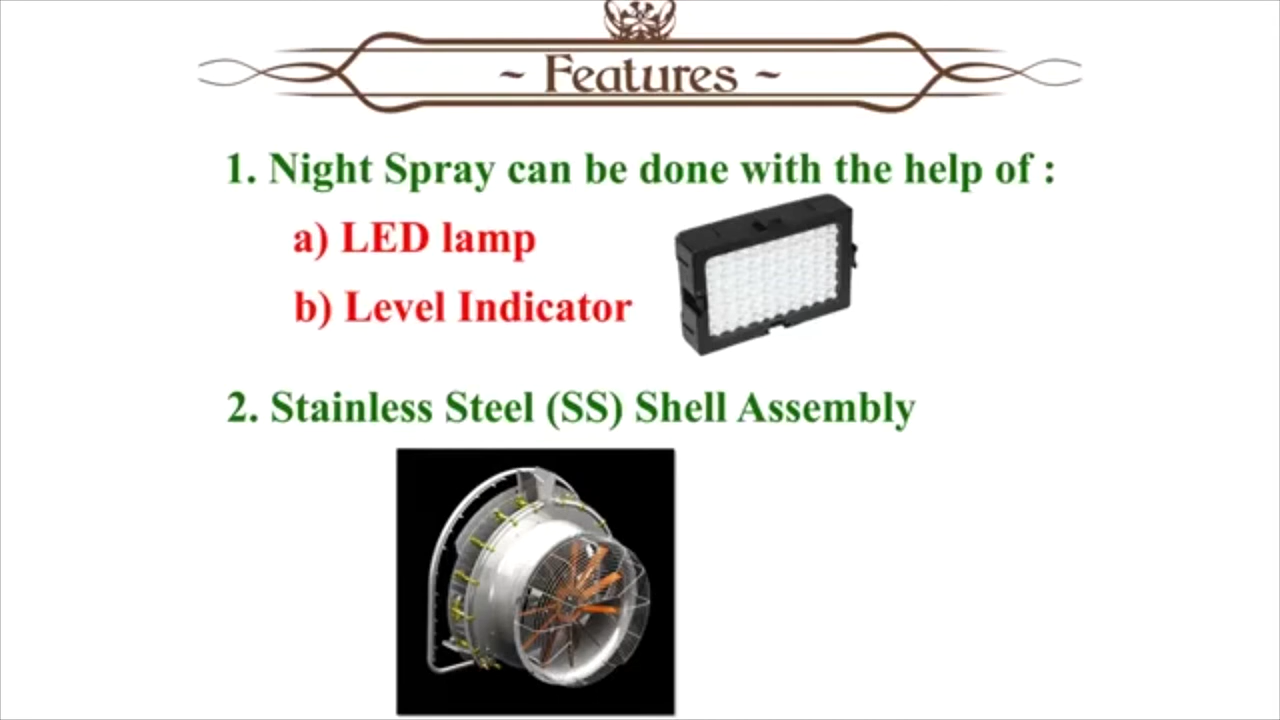 ~ Features ~
1. Night Spray can be done with the help of :
a) LED lamp
b) Level Indicator
2. Stainless Steel (SS) Shell Assembly